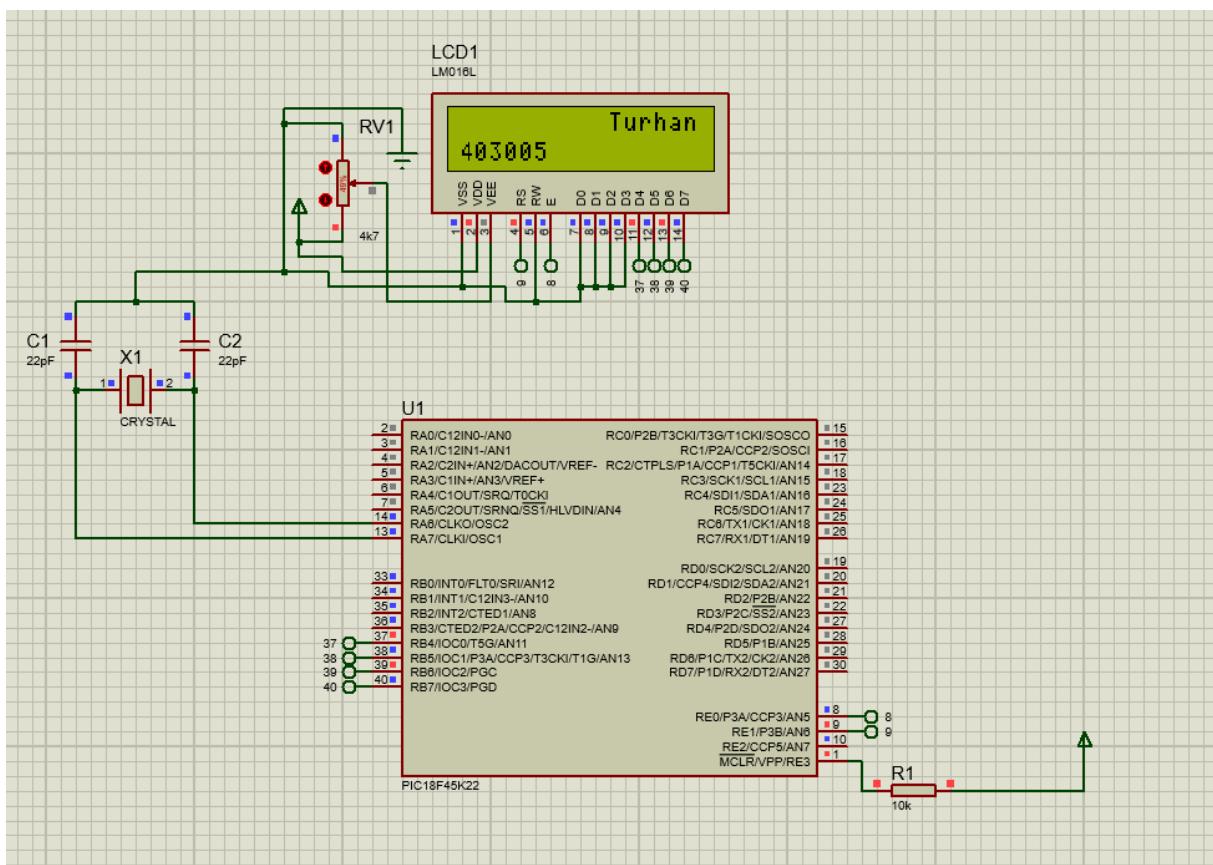 LCD1
LM016L
Turhan
403005
RV1
49%
4k7
VSS VDD VEE RS RW E D0 D1 D2 D3 D4 D5 D6 D7
1 2 3 4 5 6 7 8 9 10 11 12 13 14
9 8 37 38 39 40
C1
22pF
C2
22pF
X1
1 2
CRYSTAL
U1
2 RA0/C12IN0-/AN0 RC0/P2B/T3CKI/T3G/T1CKI/SOSCO 15
3 RA1/C12IN1-/AN1 RC1/P2A/CCP2/SOSCI 16
4 RA2/C2IN+/AN2/DACOUT/VREF- RC2/CTPLS/P1A/CCP1/T5CKI/AN14 17
5 RA3/C1IN+/AN3/VREF+ RC3/SCK1/SCL1/AN15 18
6 RA4/C1OUT/SRQ/T0CKI RC4/SDI1/SDA1/AN16 23
7 RA5/C2OUT/SRNQ/SS1/HLVDIN/AN4 RC5/SDO1/AN17 24
14 RA6/CLKO/OSC2 RC6/TX1/CK1/AN18 25
13 RA7/CLKI/OSC1 RC7/RX1/DT1/AN19 26
RD0/SCK2/SCL2/AN20 19
33 RB0/INT0/FLT0/SRI/AN12 RD1/CCP4/SDI2/SDA2/AN21 20
34 RB1/INT1/C12IN3-/AN10 RD2/P2B/AN22 21
35 RB2/INT2/CTED1/AN8 RD3/P2C/SS2/AN23 22
36 RB3/CTED2/P2A/CCP2/C12IN2-/AN9 RD4/P2D/SDO2/AN24 27
37 37 RB4/IOC0/T5G/AN11 RD5/P1B/AN25 28
38 38 RB5/IOC1/P3A/CCP3/T3CKI/T1G/AN13 RD6/P1C/TX2/CK2/AN26 29
39 39 RB6/IOC2/PGC RD7/P1D/RX2/DT2/AN27 30
40 40 RB7/IOC3/PGD
RE0/P3A/CCP3/AN5 8 8
RE1/P3B/AN6 9 9
RE2/CCP5/AN7 10
MCLR/VPP/RE3 1
PIC18F45K22
R1
10k